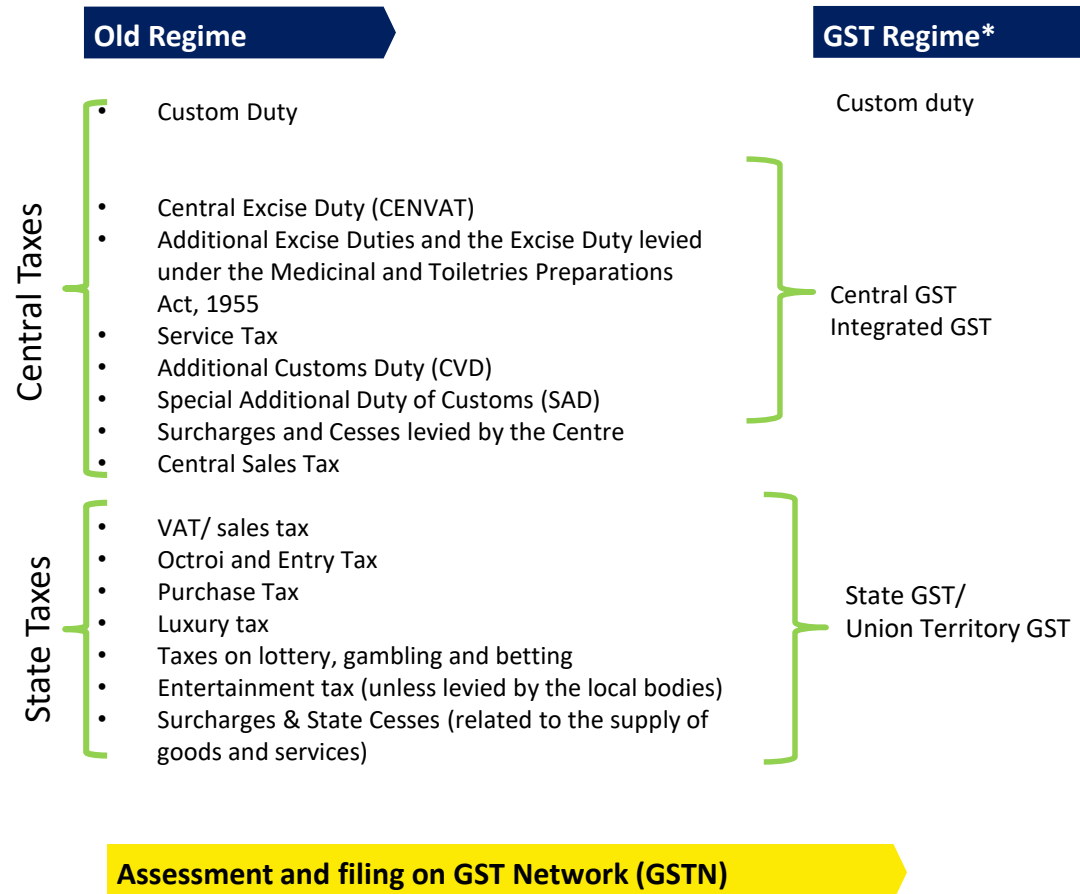 Old Regime
GST Regime*
Central Taxes
• Custom Duty
Custom duty
• Central Excise Duty (CENVAT)
• Additional Excise Duties and the Excise Duty levied
under the Medicinal and Toiletries Preparations
Act, 1955
• Service Tax
• Additional Customs Duty (CVD)
• Special Additional Duty of Customs (SAD)
• Surcharges and Cesses levied by the Centre
• Central Sales Tax
Central GST
Integrated GST
State Taxes
• VAT/ sales tax
• Octroi and Entry Tax
• Purchase Tax
• Luxury tax
• Taxes on lottery, gambling and betting
• Entertainment tax (unless levied by the local bodies)
• Surcharges & State Cesses (related to the supply of
goods and services)
State GST/
Union Territory GST
Assessment and filing on GST Network (GSTN)